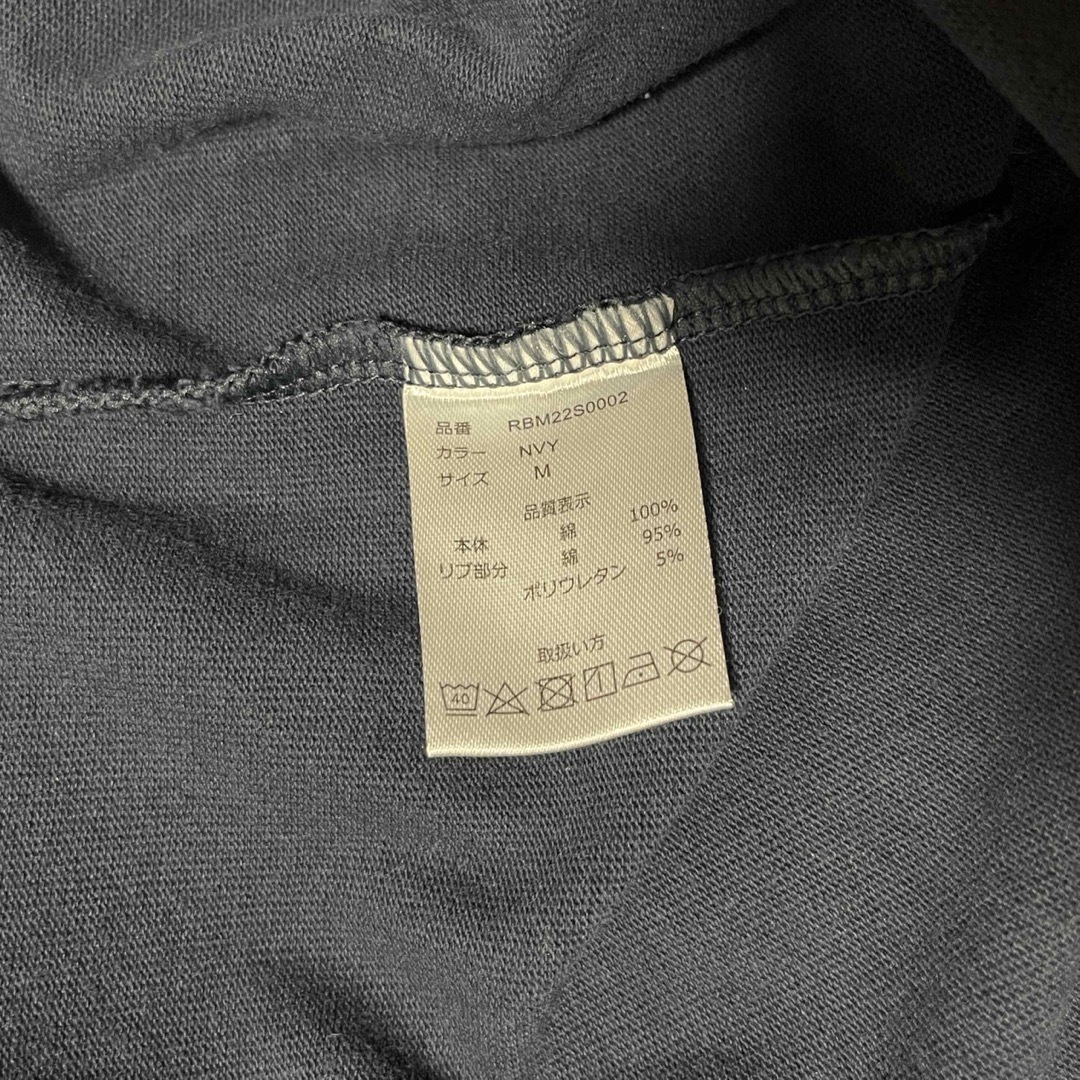 品番 RBM22S0002
カラー NVY
サイズ M
品質表示
本体 綿 100%
リブ部分 綿 95%
ポリウレタン 5%
取扱い方
40